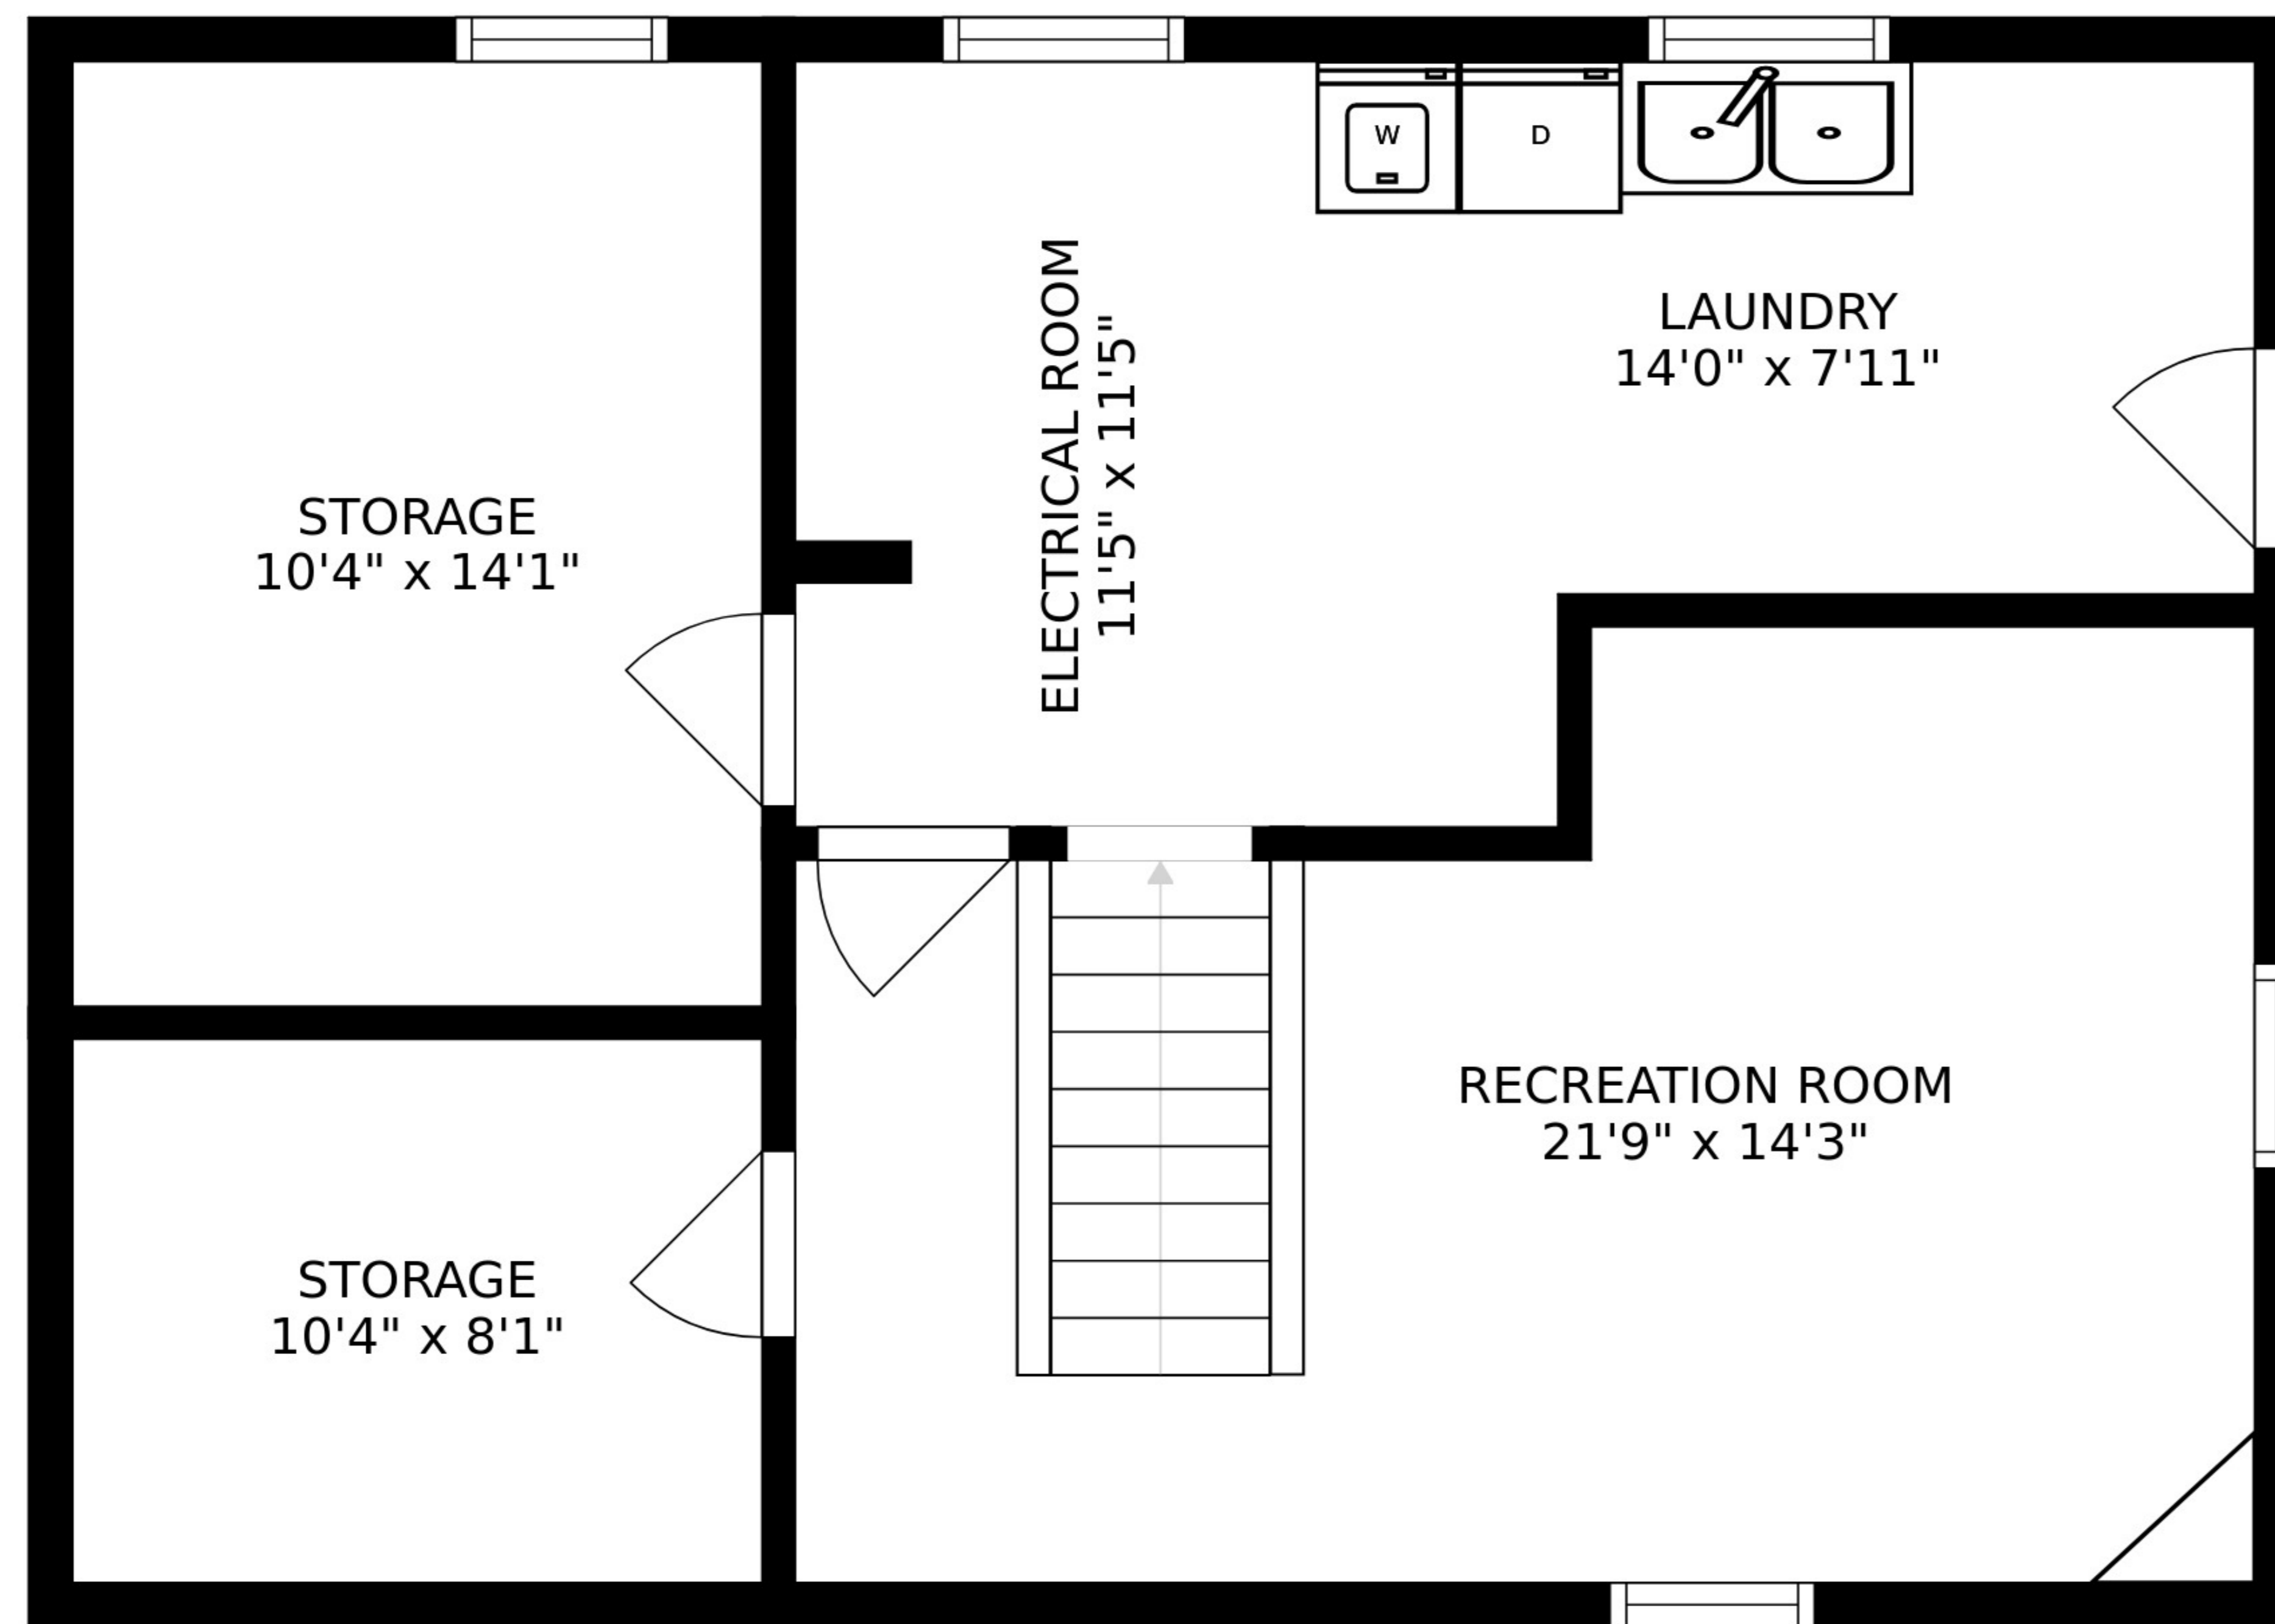 W
D
ELECTRICAL ROOM
11'5" x 11'5"
LAUNDRY
14'0" x 7'11"
STORAGE
10'4" x 14'1"
RECREATION ROOM
21'9" x 14'3"
STORAGE
10'4" x 8'1"